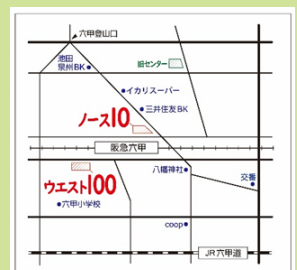 六甲登山口
池田
泉州BK
旧センター
イカリスーパー
三井住友BK
ノース10
阪急六甲
八幡神社
ウエスト100
交番
六甲小学校
coop
JR六甲道